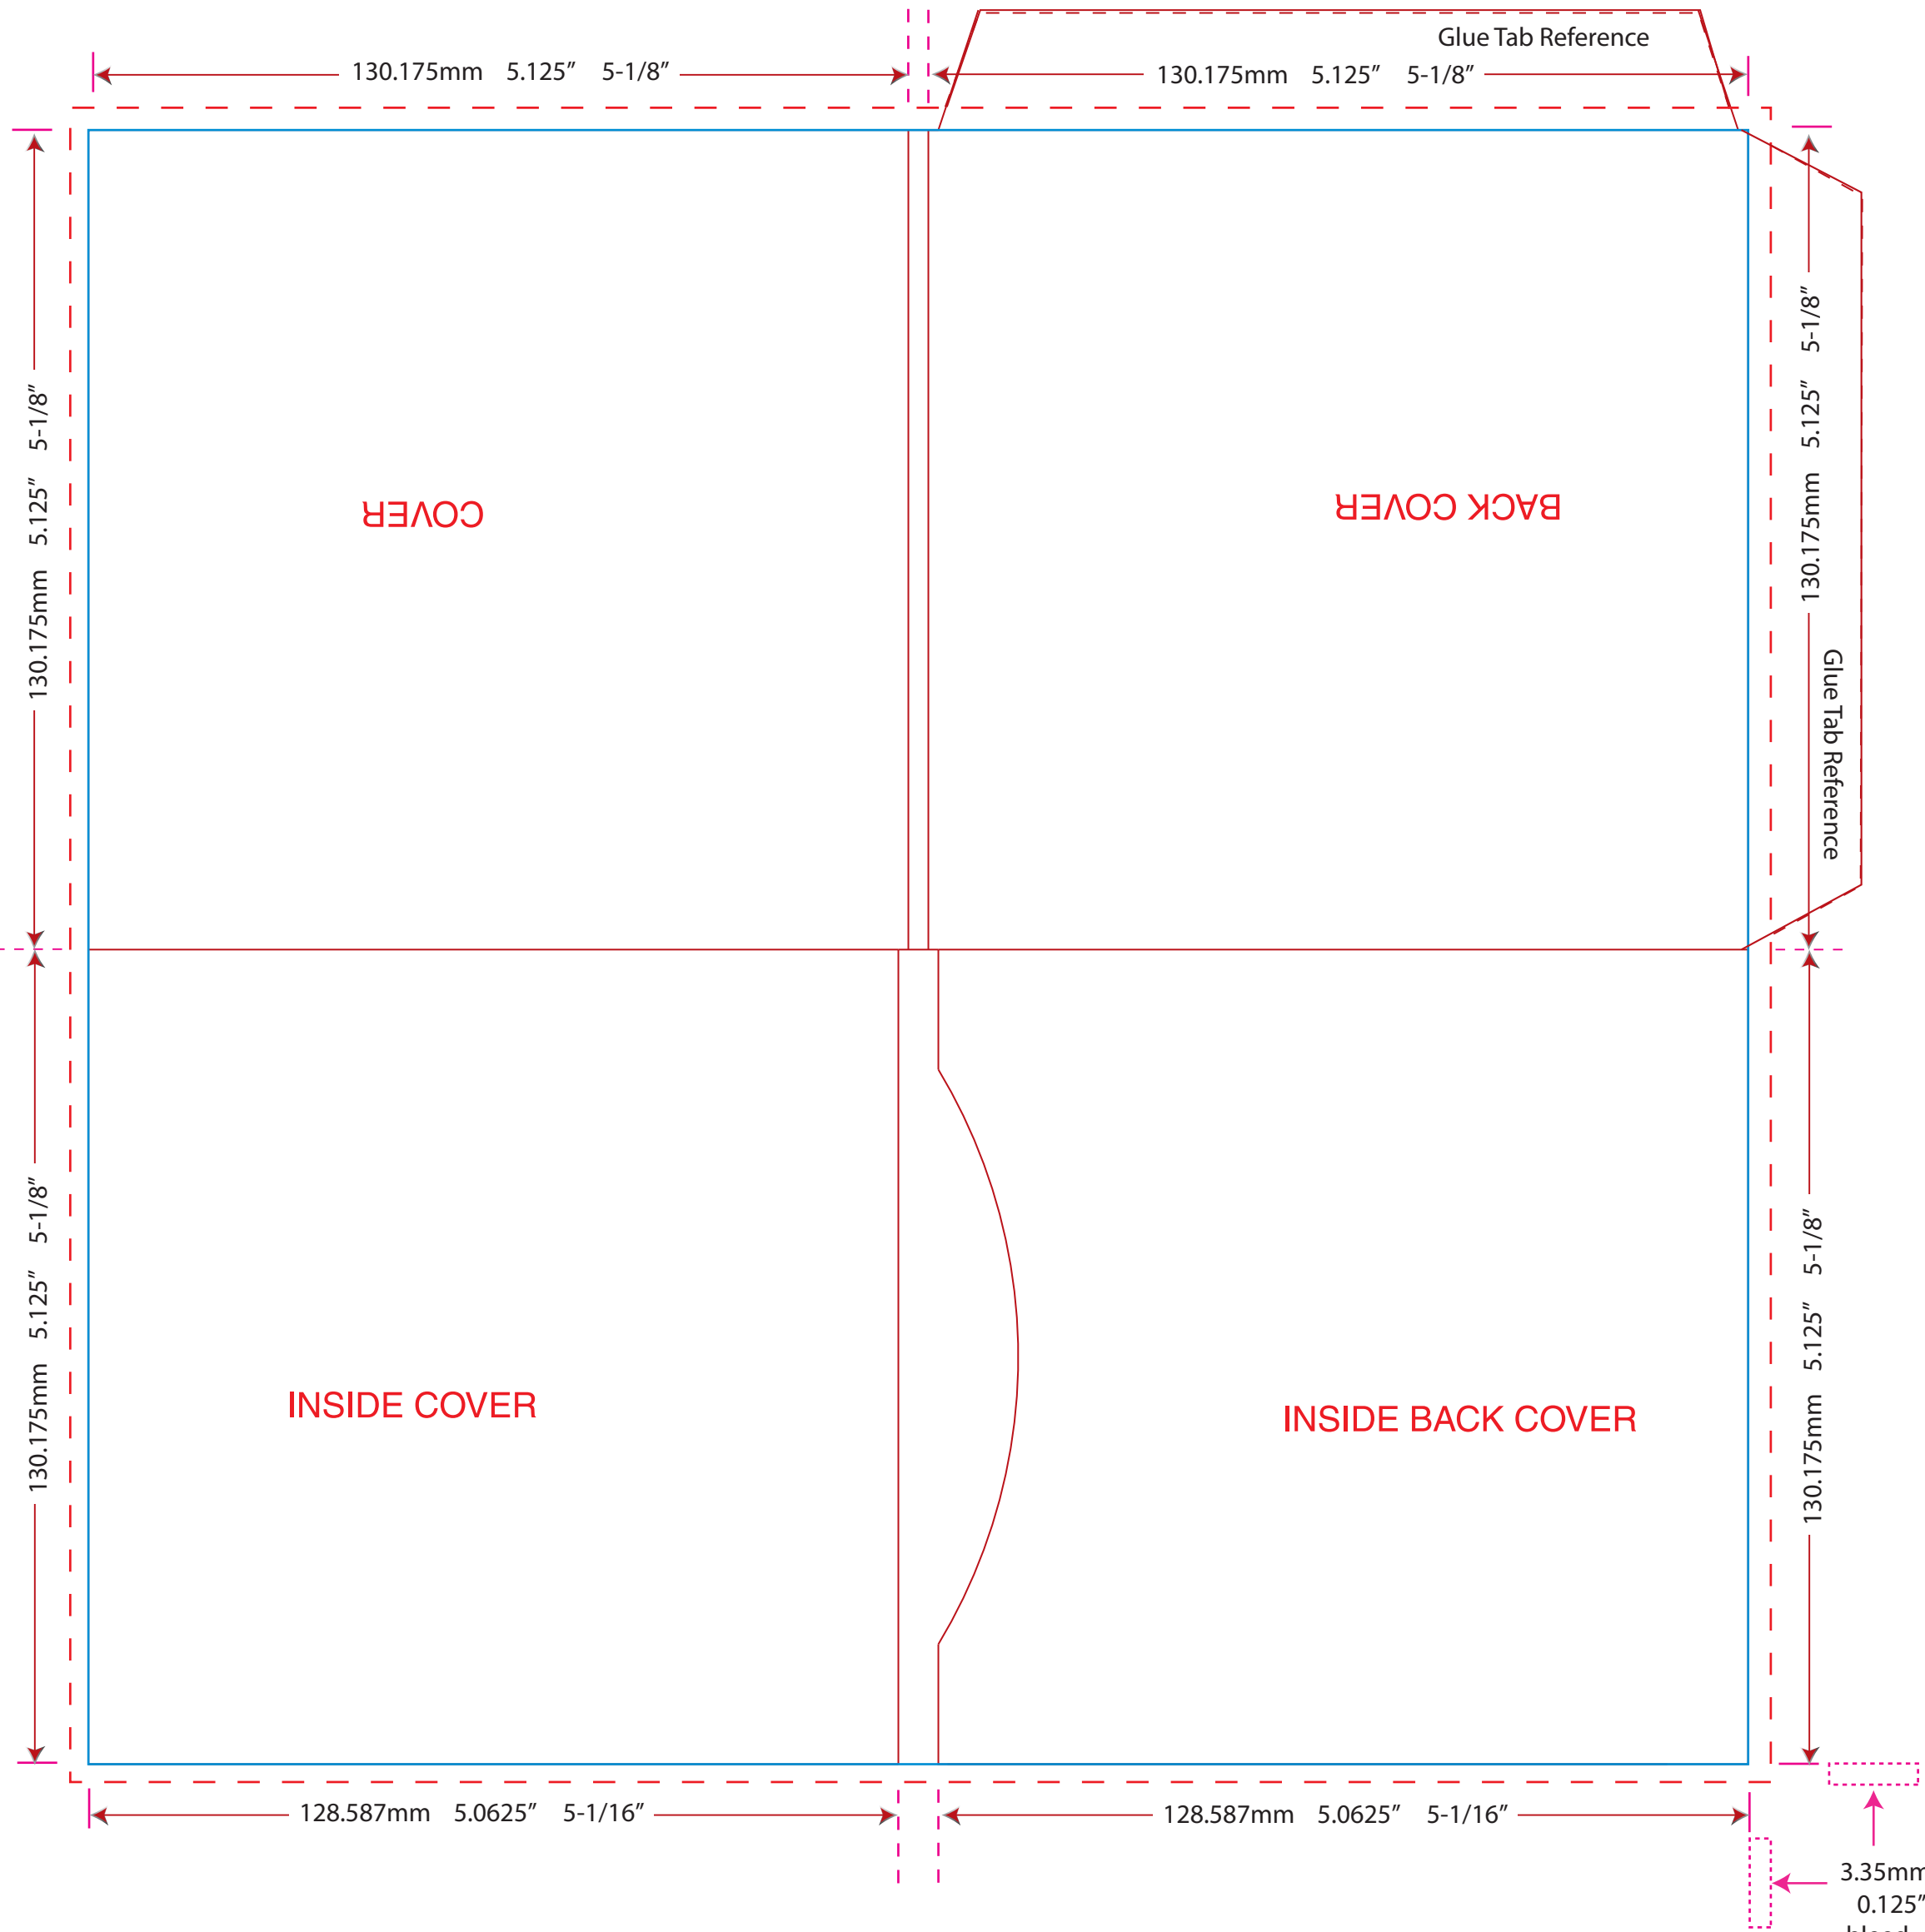 Glue Tab Reference
130.175mm 5.125” 5-1/8”
130.175mm 5.125” 5-1/8”
130.175mm 5.125” 5-1/8”
130.175mm 5.125” 5-1/8”
COVER
BACK COVER
Glue Tab Reference
130.175mm 5.125” 5-1/8”
130.175mm 5.125” 5-1/8”
INSIDE COVER
INSIDE BACK COVER
128.587mm 5.0625” 5-1/16”
128.587mm 5.0625” 5-1/16”
3.35mm
0.125”